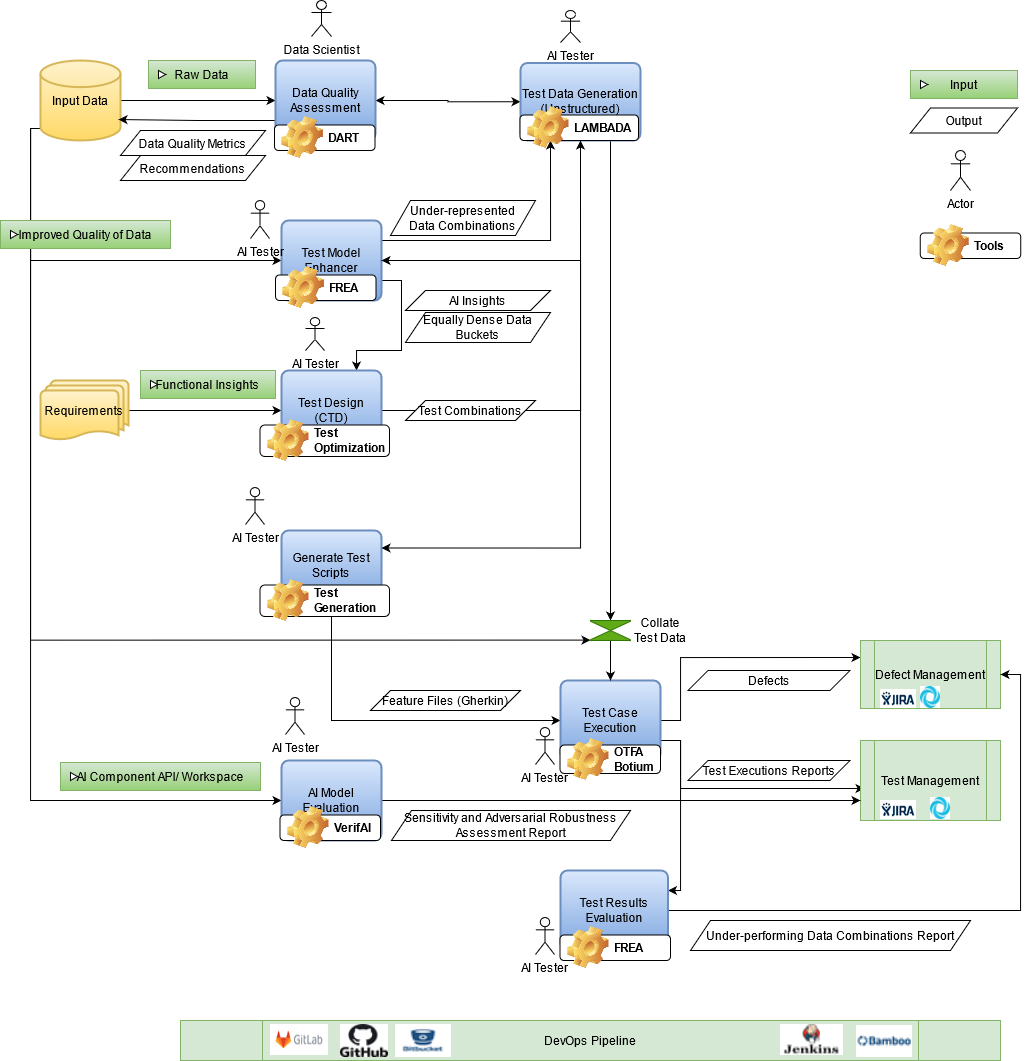 Data Scientist
AI Tester
Raw Data
Input Data
Data Quality
Assessment
DART
Test Data Generation
(Unstructured)
LAMBADA
Input
Output
Actor
Tools
Data Quality Metrics
Recommendations
Improved Quality of Data
AI Tester
Test Model
Enhancer
FREA
Under-represented
Data Combinations
AI Insights
Equally Dense Data
Buckets
AI Tester
Requirements
Functional Insights
Test Design
(CTD)
Test
Optimization
Test Combinations
AI Tester
Generate Test
Scripts
Test
Generation
Collate
Test Data
Feature Files (Gherkin)
Test Case
Execution
OTFA
Botium
AI Tester
Defects
Defect Management
JIRA
AI Tester
AI Component API/ Workspace
AI Model
Evaluation
VerifAI
Test Executions Reports
Test Management
JIRA
Sensitivity and Adversarial Robustness
Assessment Report
Test Results
Evaluation
FREA
AI Tester
Under-performing Data Combinations Report
GitLab
GitHub
Bitbucket
DevOps Pipeline
Jenkins
Bamboo